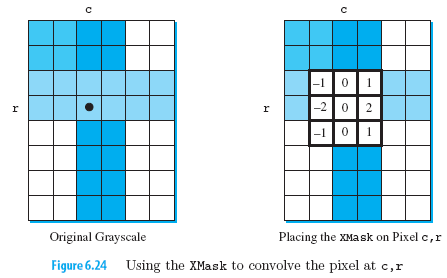 c
c
-1 0 1
r
r
-2 0 2
-1 0 1
Original Grayscale
Placing the XMask on Pixel c,r
Figure 6.24 Using the XMask to convolve the pixel at c,r